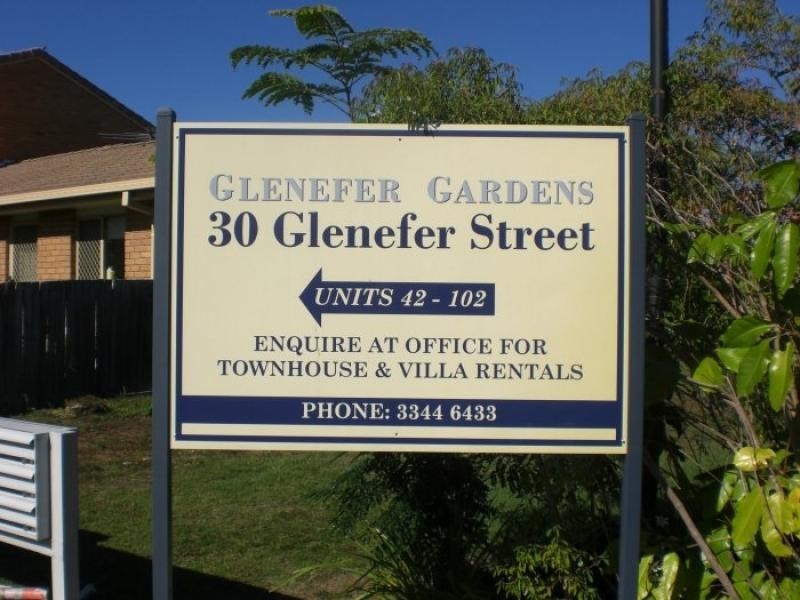 GLENEFER GARDENS
30 Glenefer Street
UNITS 42 - 102
ENQUIRE AT OFFICE FOR
TOWNHOUSE & VILLA RENTALS
PHONE: 3344 6433